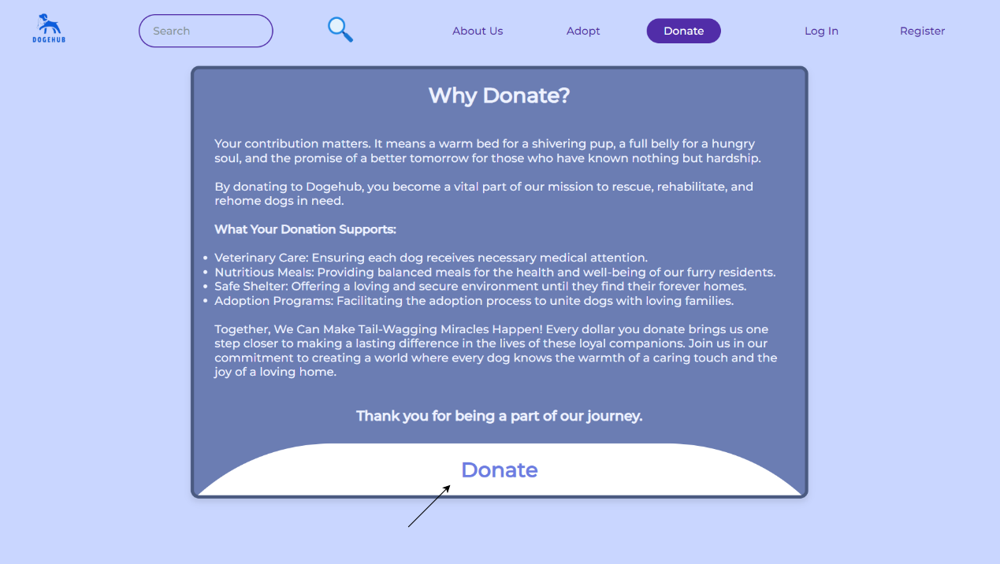 DOGEHUB
Search
About Us
Adopt
Donate
Log In
Register
Why Donate?
Your contribution matters. It means a warm bed for a shivering pup, a full belly for a hungry
soul, and the promise of a better tomorrow for those who have known nothing but hardship.
By donating to Dogehub, you become a vital part of our mission to rescue, rehabilitate, and
rehome dogs in need.
What Your Donation Supports:
• Veterinary Care: Ensuring each dog receives necessary medical attention.
• Nutritious Meals: Providing balanced meals for the health and well-being of our furry residents.
• Safe Shelter: Offering a loving and secure environment until they find their forever homes.
• Adoption Programs: Facilitating the adoption process to unite dogs with loving families.
Together, We Can Make Tail-Wagging Miracles Happen! Every dollar you donate brings us one
step closer to making a lasting difference in the lives of these loyal companions. Join us in our
commitment to creating a world where every dog knows the warmth of a caring touch and the
joy of a loving home.
Thank you for being a part of our journey.
Donate